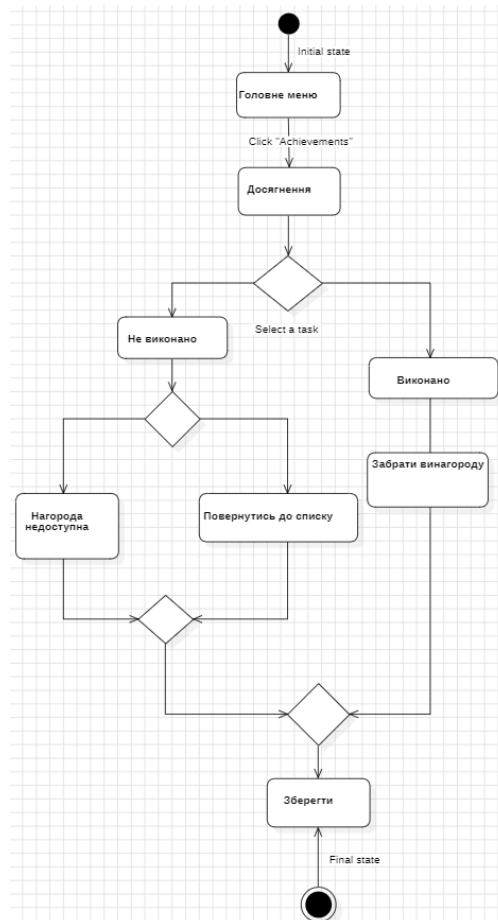 Initial state
Головне меню
Click "Achievements"
Досягнення
Select a task
Не виконано
Виконано
Забрати винагороду
Нагорода
недоступна
Повернутись до списку
Зберегти
Final state